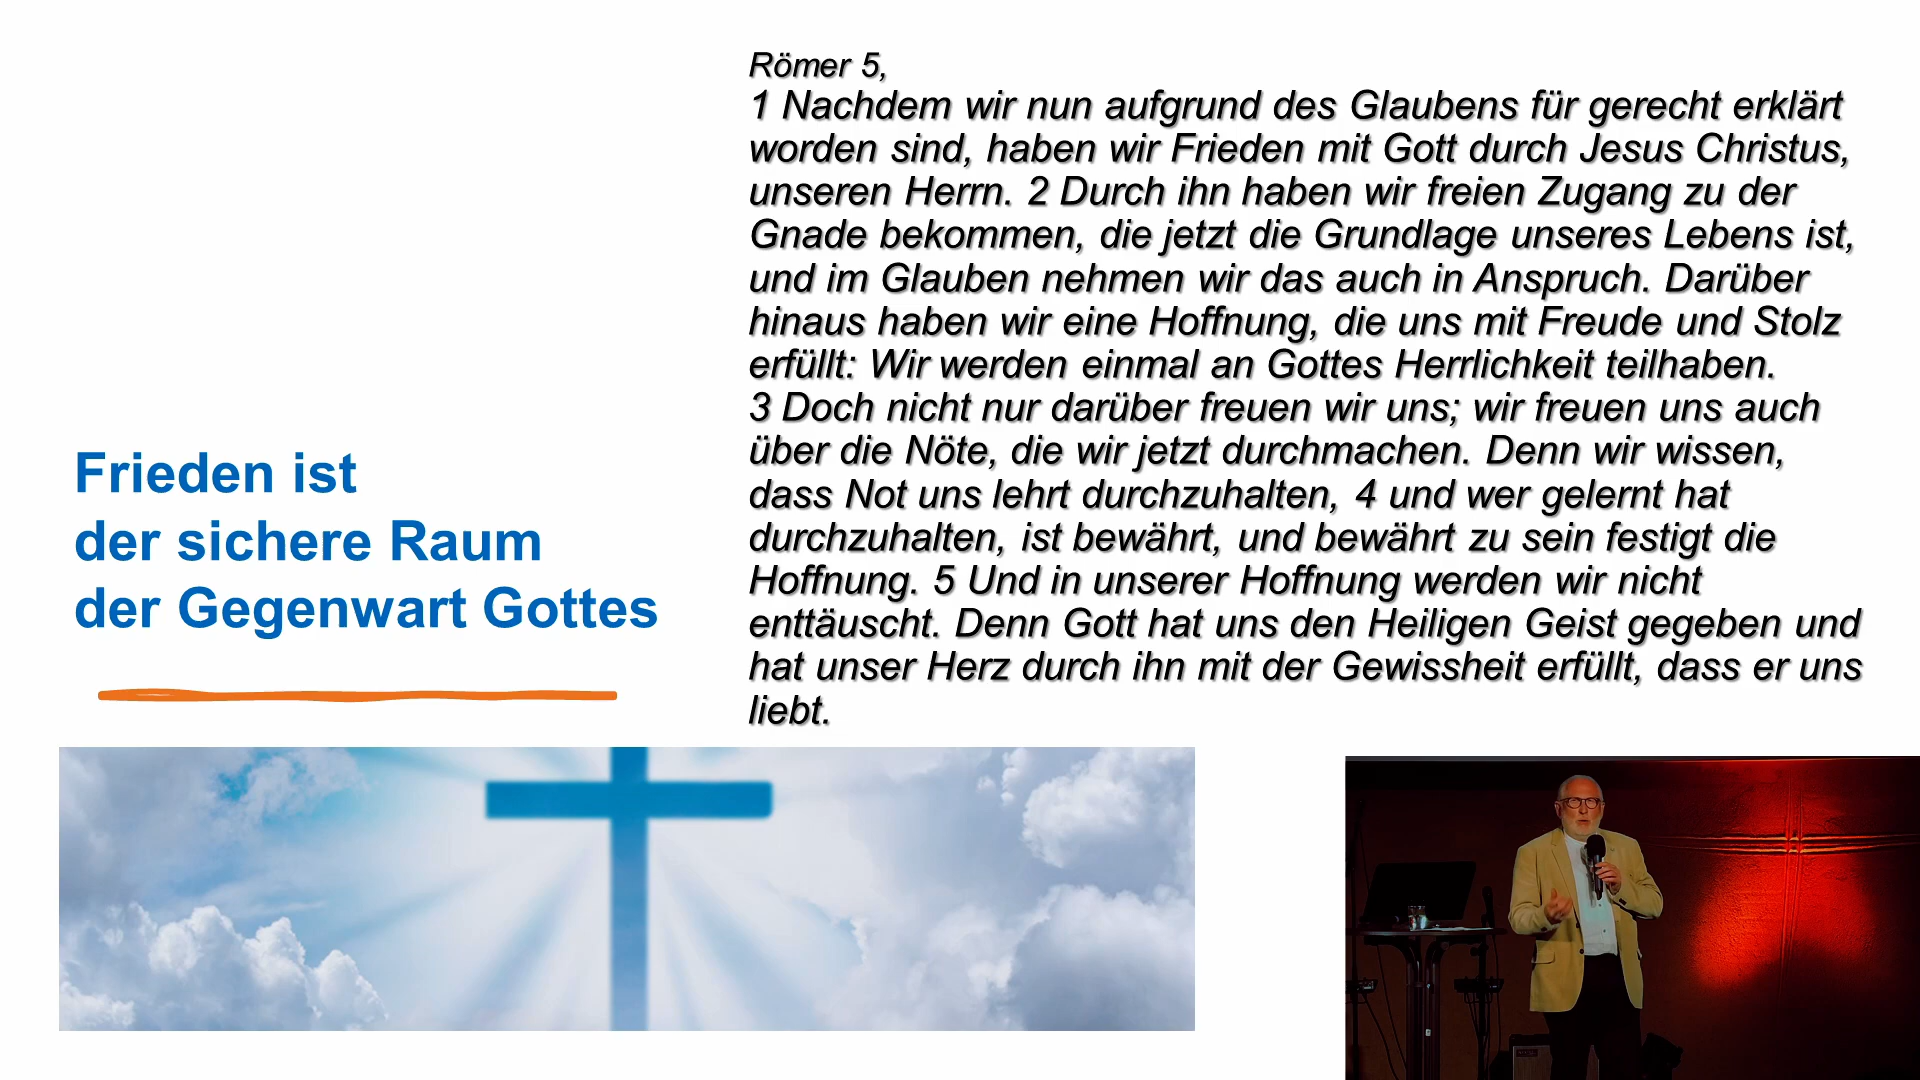 Frieden ist
der sichere Raum
der Gegenwart Gottes
Römer 5,
1 Nachdem wir nun aufgrund des Glaubens für gerecht erklärt
worden sind, haben wir Frieden mit Gott durch Jesus Christus,
unseren Herrn. 2 Durch ihn haben wir freien Zugang zu der
Gnade bekommen, die jetzt die Grundlage unseres Lebens ist,
und im Glauben nehmen wir das auch in Anspruch. Darüber
hinaus haben wir eine Hoffnung, die uns mit Freude und Stolz
erfüllt: Wir werden einmal an Gottes Herrlichkeit teilhaben.
3 Doch nicht nur darüber freuen wir uns; wir freuen uns auch
über die Nöte, die wir jetzt durchmachen. Denn wir wissen,
dass Not uns lehrt durchzuhalten, 4 und wer gelernt hat
durchzuhalten, ist bewährt, und bewährt zu sein festigt die
Hoffnung. 5 Und in unserer Hoffnung werden wir nicht
enttäuscht. Denn Gott hat uns den Heiligen Geist gegeben und
hat unser Herz durch ihn mit der Gewissheit erfüllt, dass er uns
liebt.